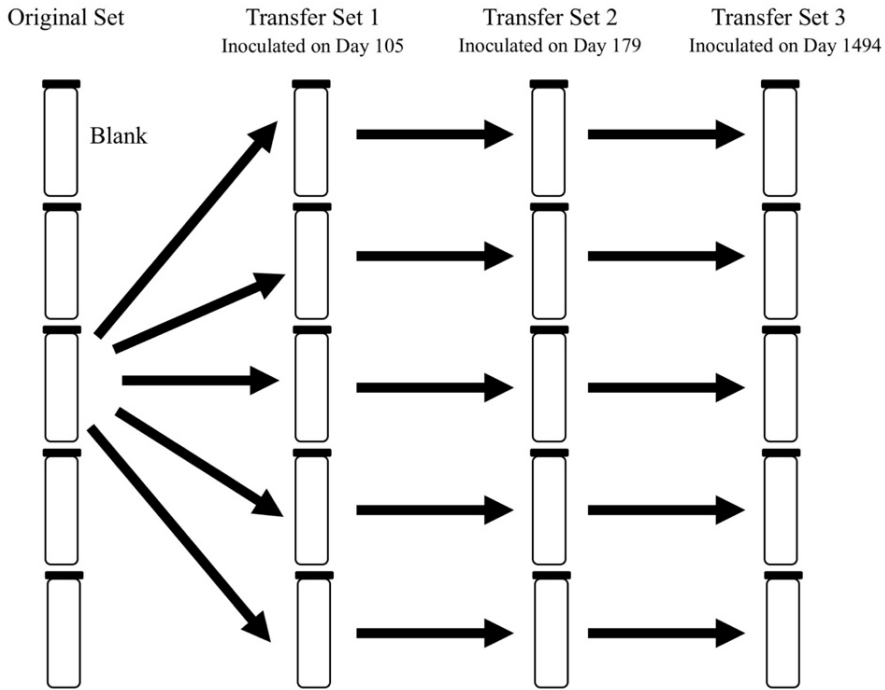 Original Set
Transfer Set 1
Inoculated on Day 105
Transfer Set 2
Inoculated on Day 179
Transfer Set 3
Inoculated on Day 1494
Blank